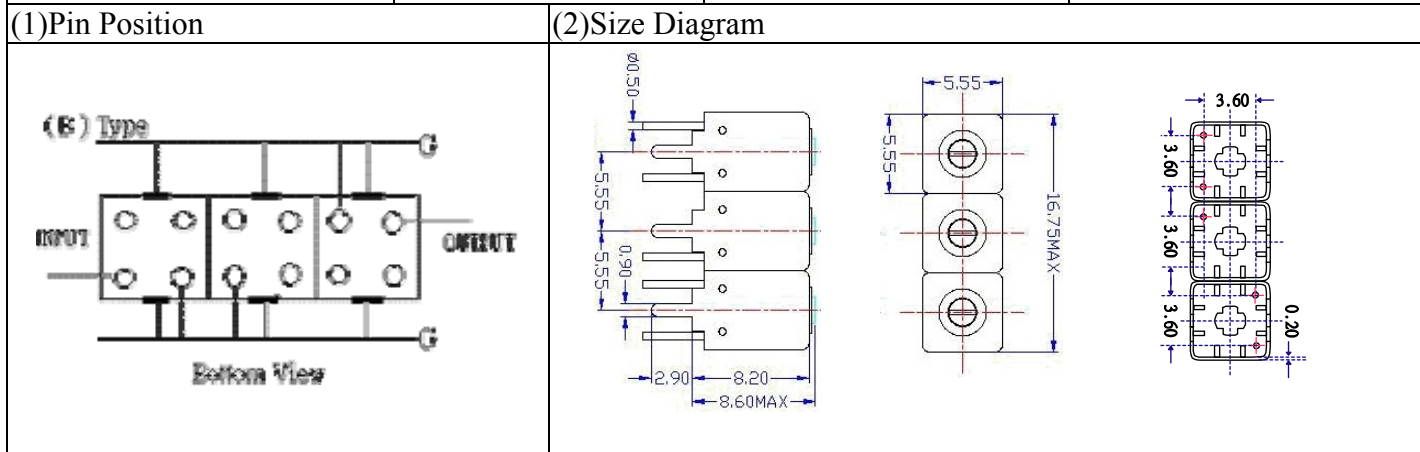 (1)Pin Position
(2)Size Diagram
(B) Type
G
INPUT
OUTPUT
G
Bottom View
ø0.50
5.55
5.55
0.90
2.90
8.20
8.60MAX
5.55
5.55
16.75MAX
3.60
3.60
3.60
3.60
0.20